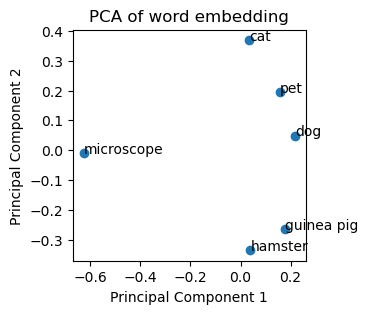 PCA of word embedding
0.4
0.3
0.2
0.1
0.0
−0.1
−0.2
−0.3
Principal Component 2
cat
pet
dog
microscope
guinea pig
hamster
−0.6
−0.4
−0.2
0.0
0.2
Principal Component 1